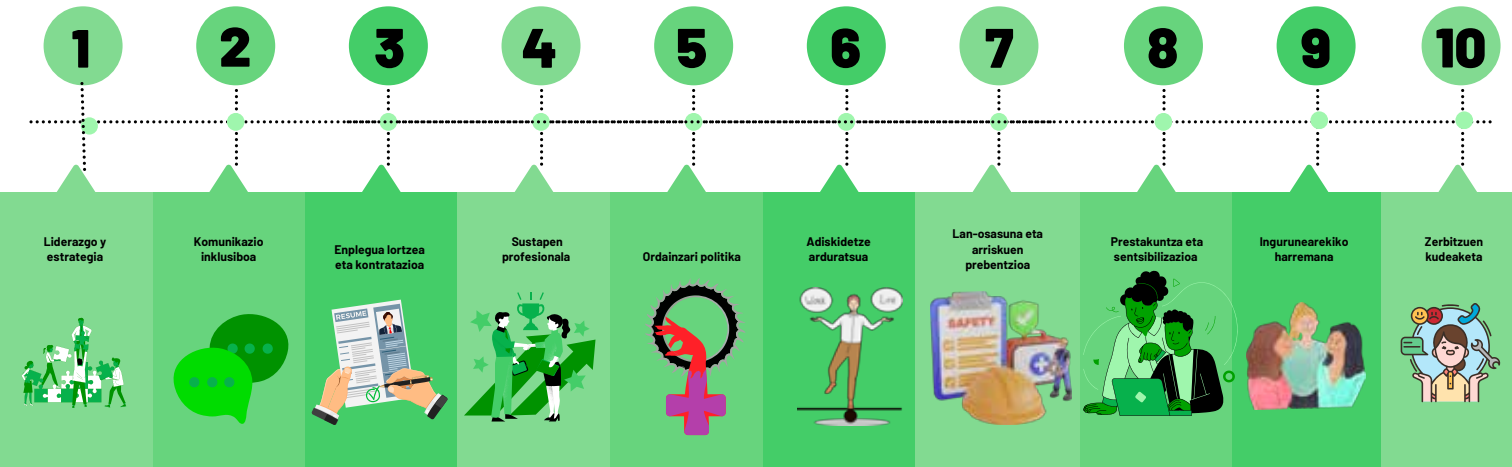 1
2
3
4
5
6
7
8
9
10
Liderazgo y
estrategia
Komunikazio
inklusiboa
Enplegua lortzea
eta kontratazioa
Sustapen
profesionala
Ordainzari politika
Adiskidetze
arduratsua
Lan-osasuna eta
arriskuen
prebentzioa
Prestakuntza eta
sentsibilizazioa
Ingurunearekiko
harremana
Zerbitzuen
kudeaketa
RESUME
Work
Life
SAFETY